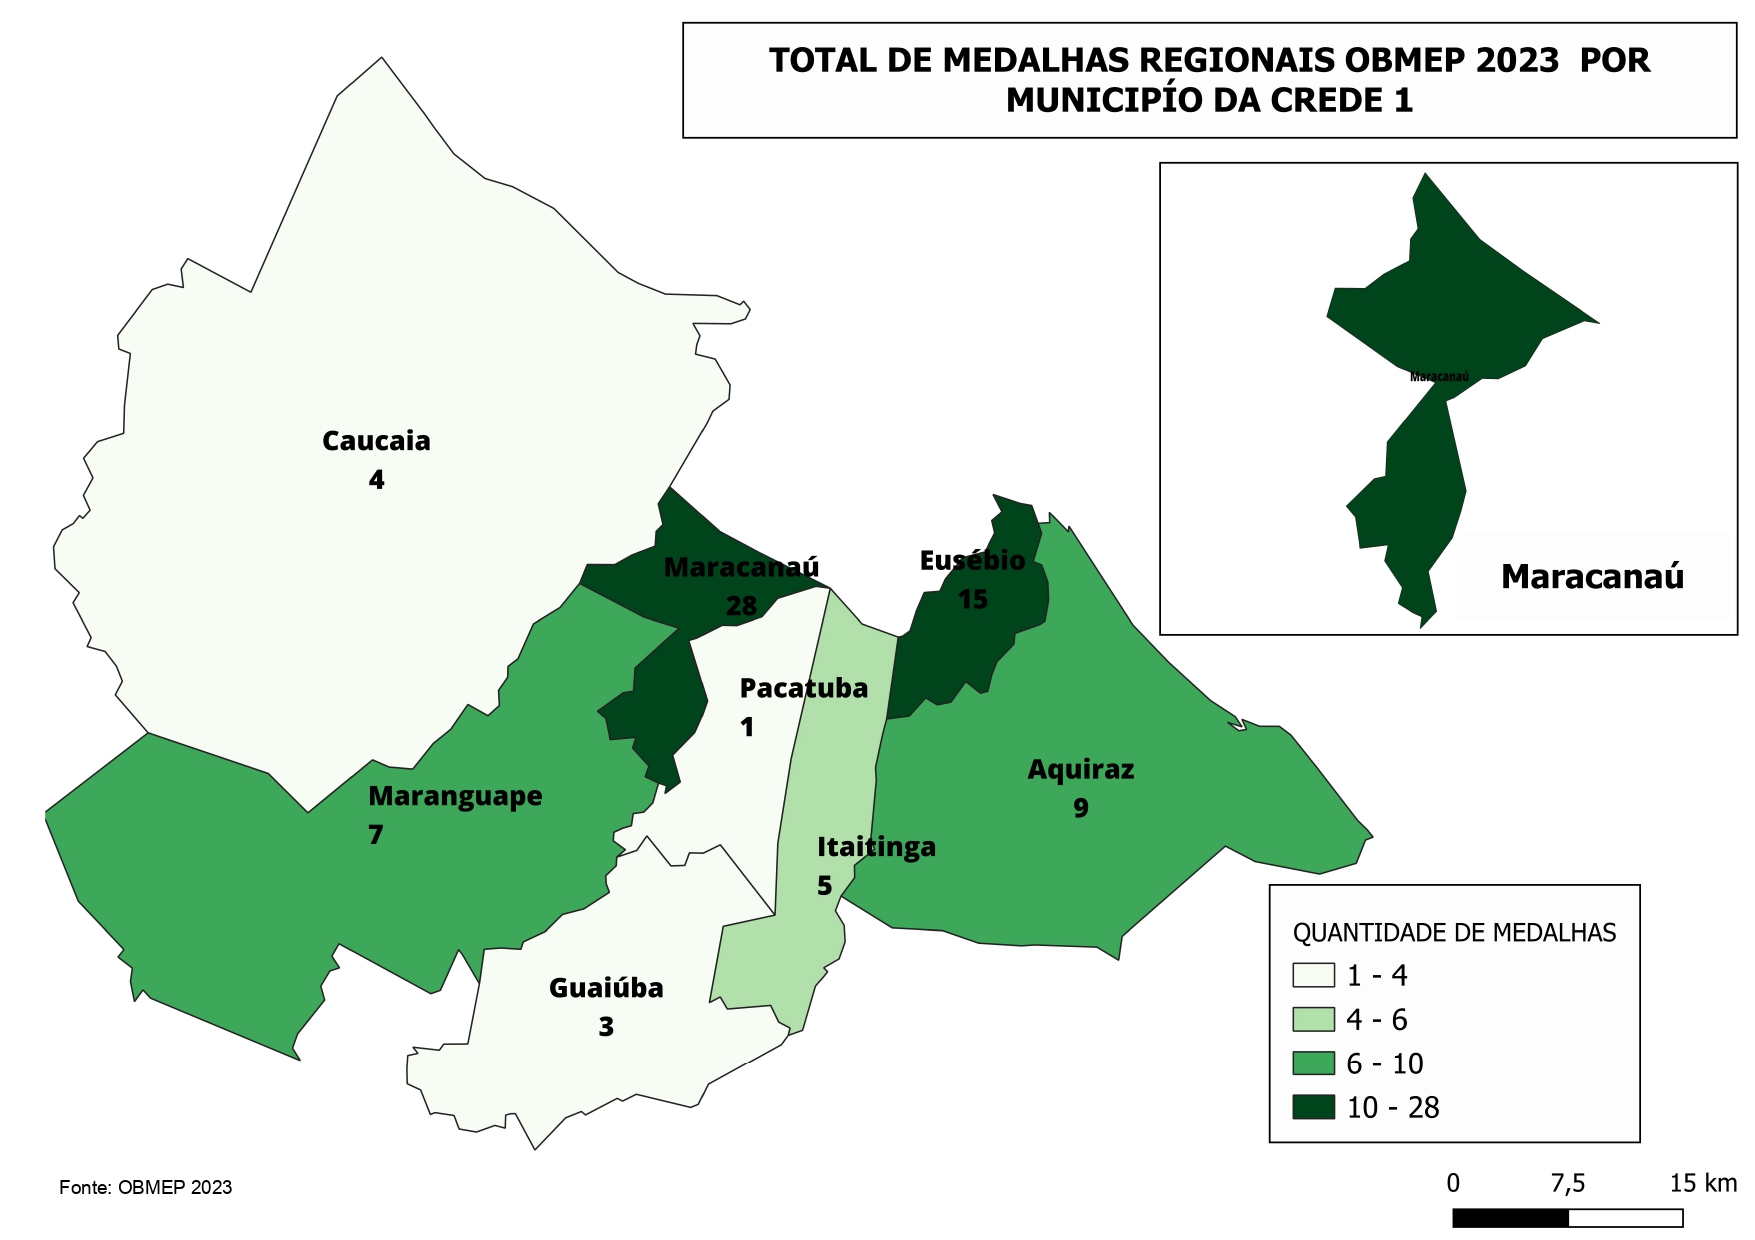 TOTAL DE MEDALHAS REGIONAIS OBMEP 2023 POR
MUNICIPÍO DA CREDE 1
Maracanaú
Maracanaú
Caucaia
4
Maracanaú
28
Eusébio
15
Pacatuba
1
Aquiraz
9
Maranguape
7
Itaitinga
5
Guaiúba
3
QUANTIDADE DE MEDALHAS
1 - 4
4 - 6
6 - 10
10 - 28
Fonte: OBMEP 2023
0 7,5 15 km